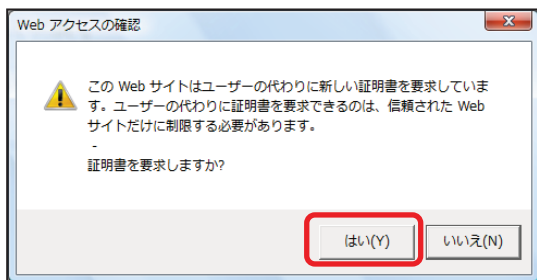 Web アクセスの確認
この Web サイトはユーザーの代わりに新しい証明書を要求していま
す。ユーザーの代わりに証明書を要求できるのは、信頼された Web
サイトだけに制限する必要があります。
-
証明書を要求しますか?
はい(Y)
いいえ(N)